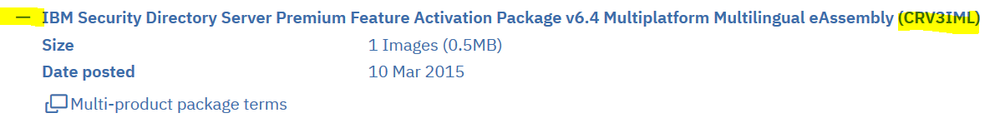 — IBM Security Directory Server Premium Feature Activation Package v6.4 Multiplatform Multilingual eAssembly (CRV3IML)
Size 1 Images (0.5MB)
Date posted 10 Mar 2015
Multi-product package terms